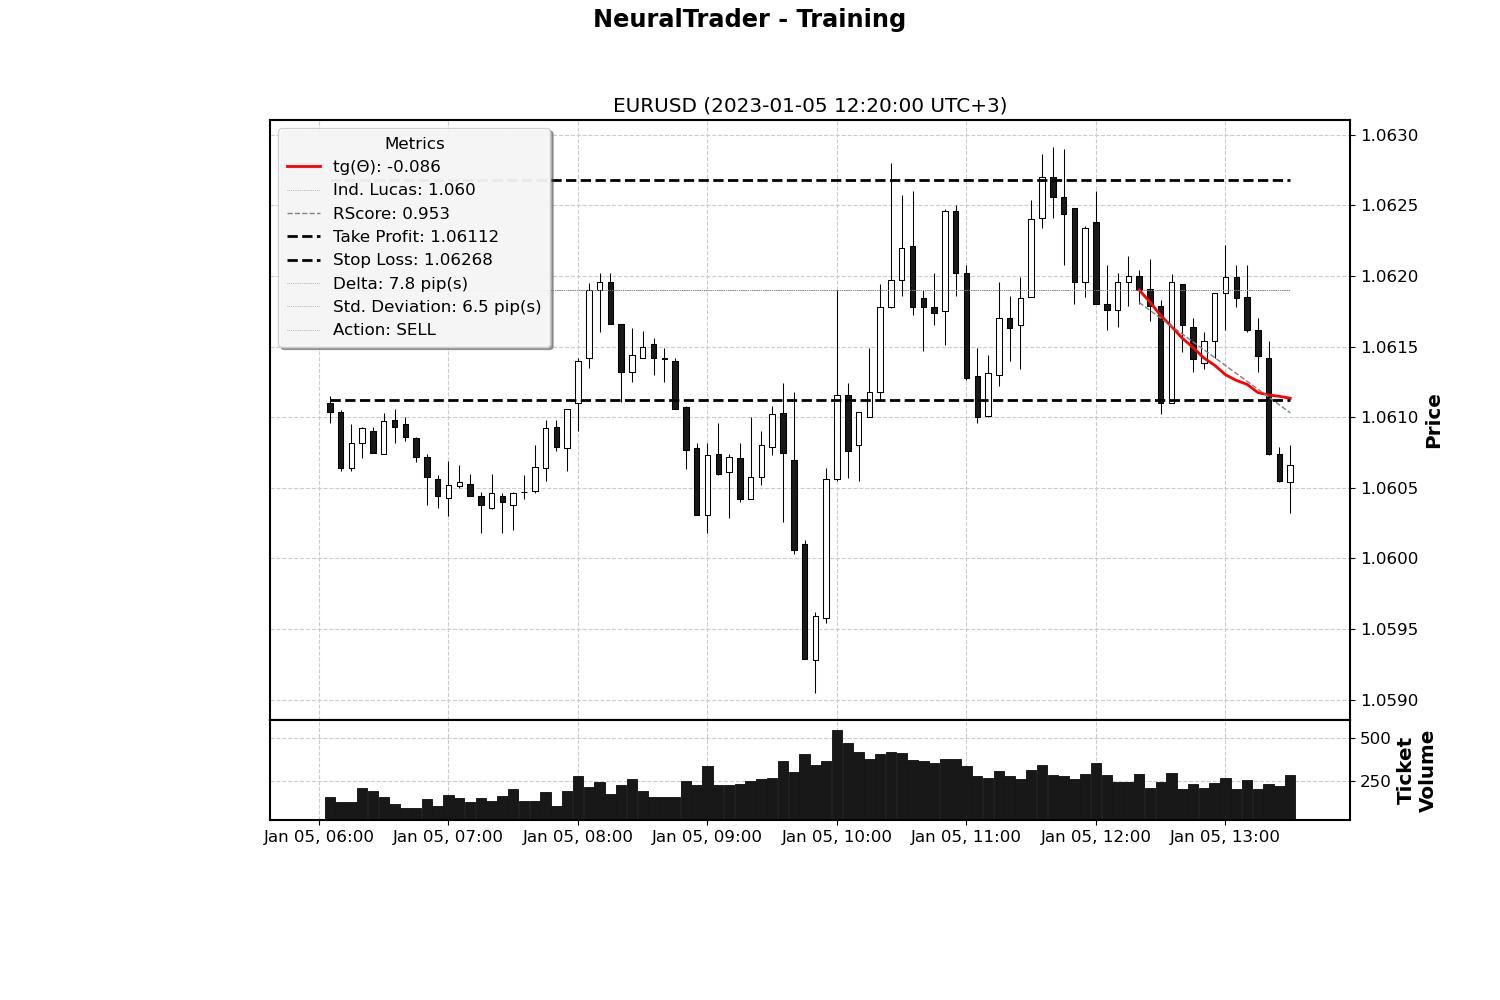 NeuralTrader - Training
EURUSD (2023-01-05 12:20:00 UTC+3)
Metrics
tg(Θ): -0.086
Ind. Lucas: 1.060
RScore: 0.953
Take Profit: 1.06112
Stop Loss: 1.06268
Delta: 7.8 pip(s)
Std. Deviation: 6.5 pip(s)
Action: SELL
1.0630
1.0625
1.0620
1.0615
1.0610
1.0605
1.0600
1.0595
1.0590
Price
500
250
Ticket
Volume
Jan 05, 06:00
Jan 05, 07:00
Jan 05, 08:00
Jan 05, 09:00
Jan 05, 10:00
Jan 05, 11:00
Jan 05, 12:00
Jan 05, 13:00